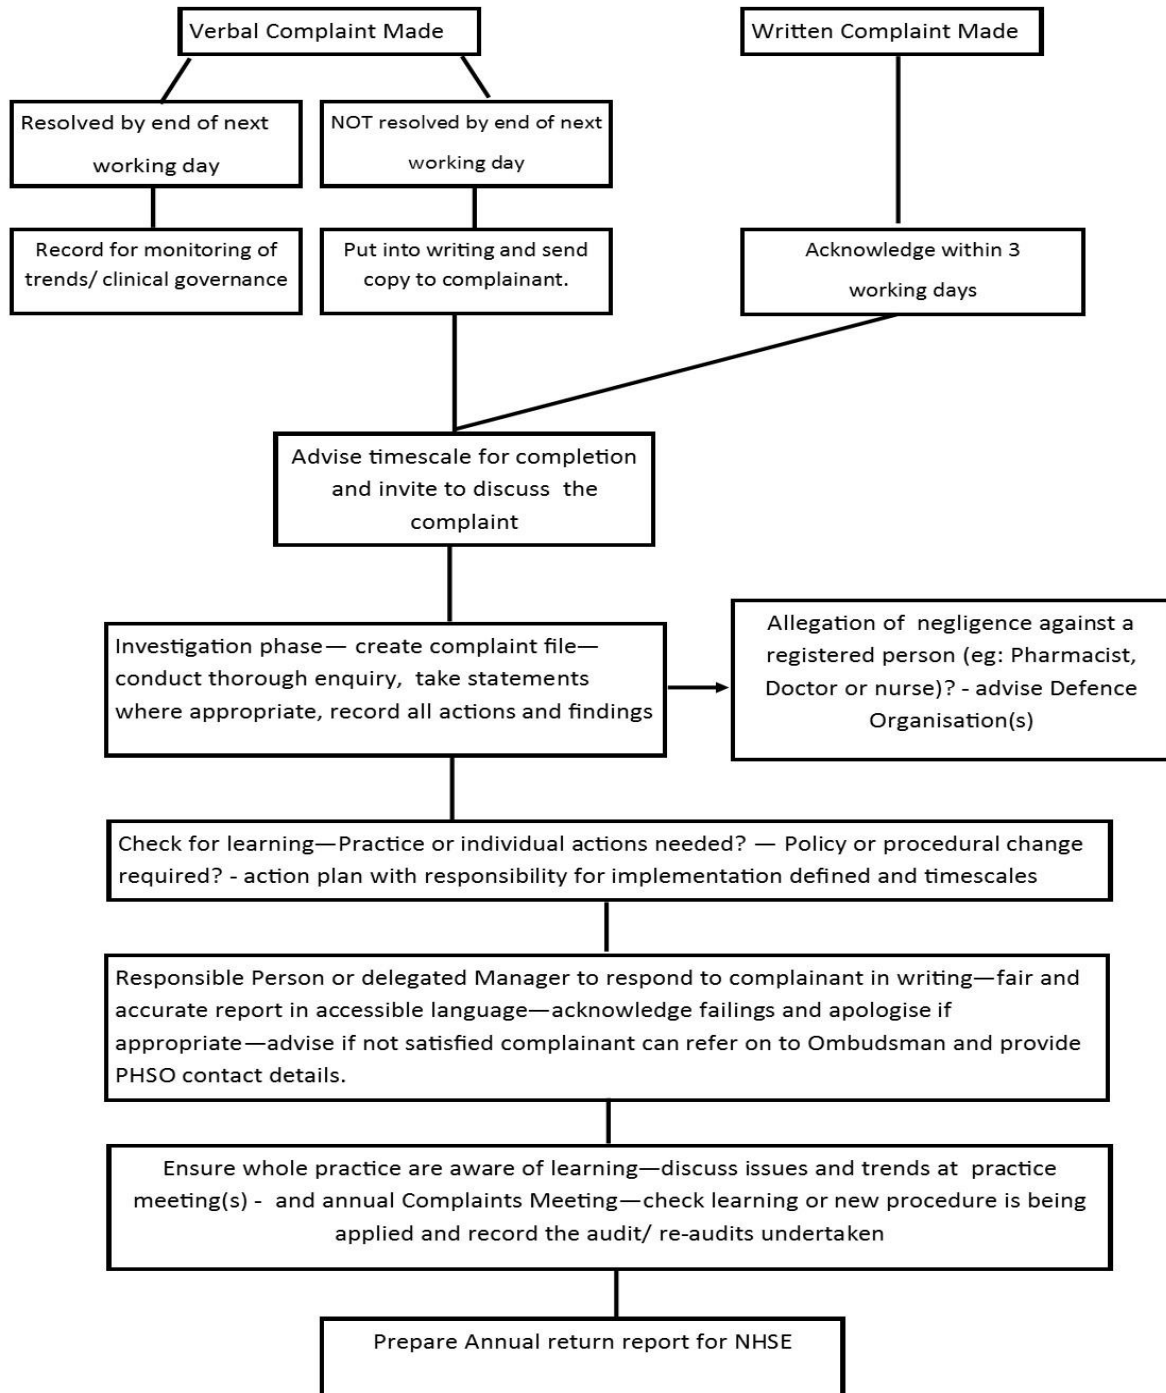 Verbal Complaint Made
Written Complaint Made
Resolved by end of next
working day
NOT resolved by end of next
working day
Record for monitoring of
trends/ clinical governance
Put into writing and send
copy to complainant.
Acknowledge within 3
working days
Advise timescale for completion
and invite to discuss the
complaint
Investigation phase— create complaint file—
conduct thorough enquiry, take statements
where appropriate, record all actions and findings
Allegation of negligence against a
registered person (eg: Pharmacist,
Doctor or nurse)? - advise Defence
Organisation(s)
Check for learning—Practice or individual actions needed? — Policy or procedural change
required? - action plan with responsibility for implementation defined and timescales
Responsible Person or delegated Manager to respond to complainant in writing—fair and
accurate report in accessible language—acknowledge failings and apologise if
appropriate—advise if not satisfied complainant can refer on to Ombudsman and provide
PHSO contact details.
Ensure whole practice are aware of learning—discuss issues and trends at practice
meeting(s) - and annual Complaints Meeting—check learning or new procedure is being
applied and record the audit/ re-audits undertaken
Prepare Annual return report for NHSE